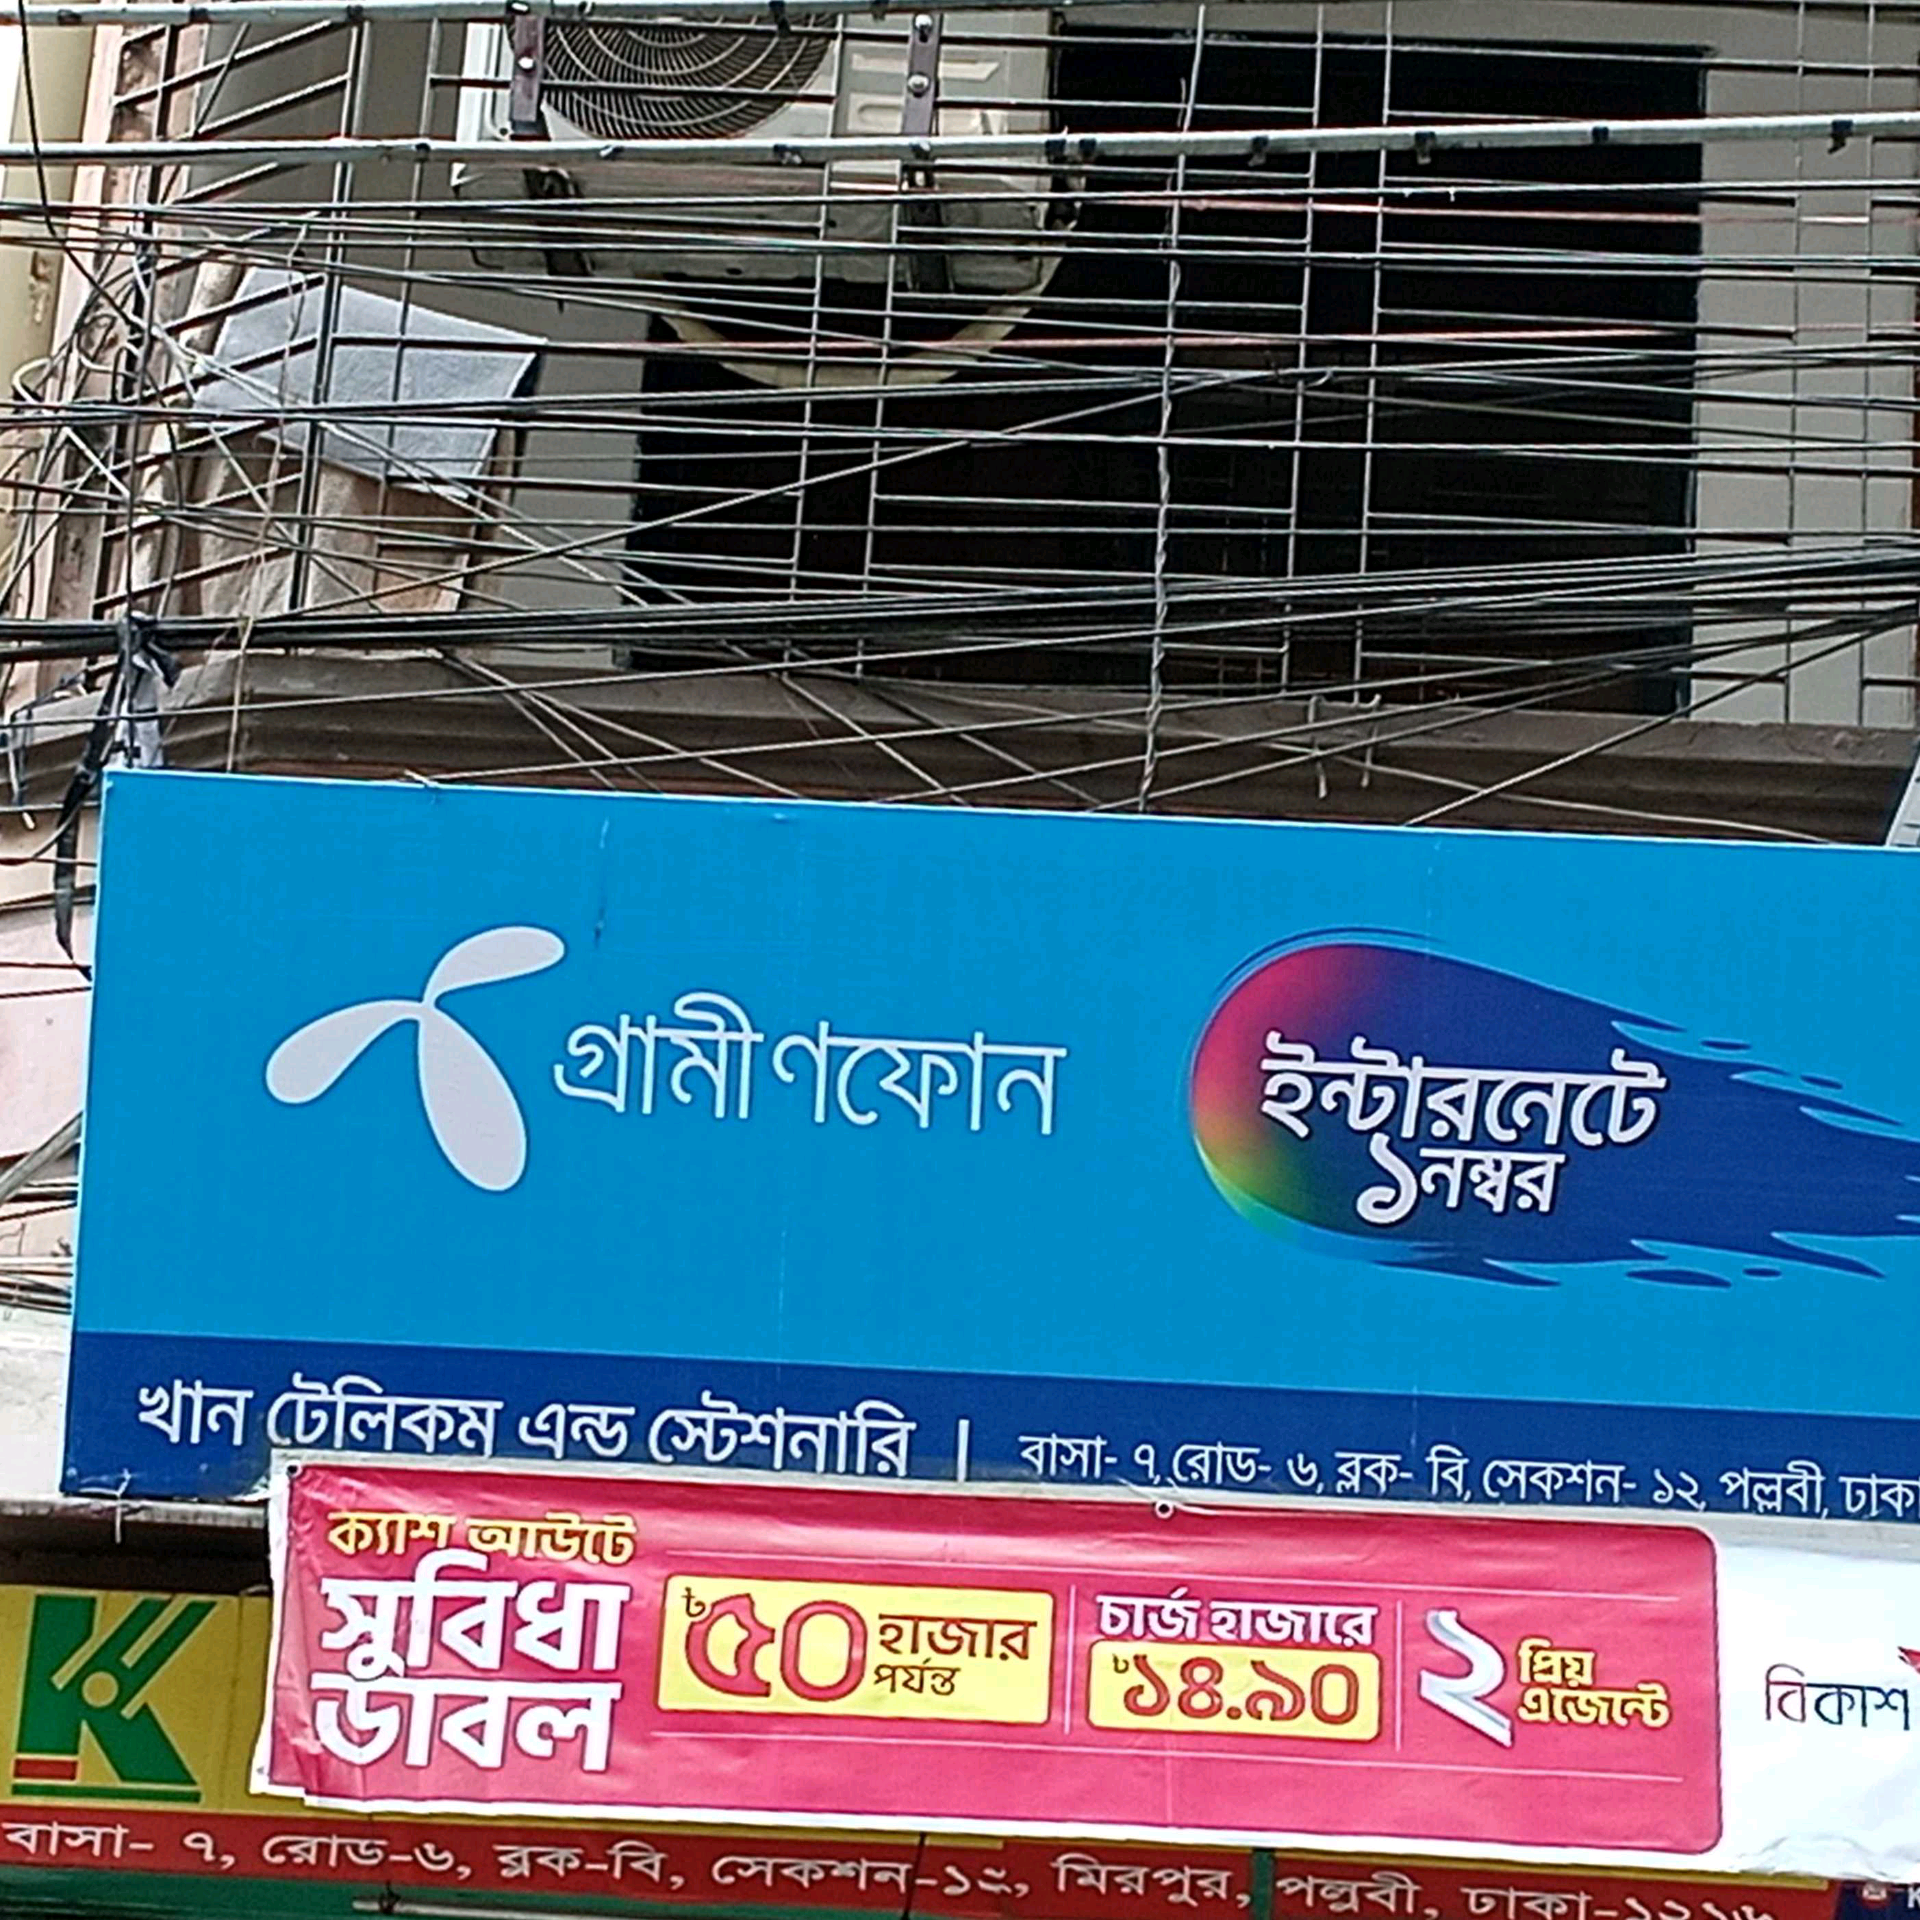 গ্রামীণফোন
ইন্টারনেটে
১নম্বর
খান টেলিকম এন্ড স্টেশনারি | বাসা- ৭, রোড- ৬, ব্লক- বি, সেকশন- ১২, পল্লবী, ঢাকা
ক্যাশ আউটে
সুবিধা
ডাবল
৳৫০ হাজার
পর্যন্ত
চার্জ হাজারে
৳১৪.৯০
২ প্রিয়
এজেন্টে
বিকাশ
বাসা- ৭, রোড-৬, ব্লক-বি, সেকশন-১২, মিরপুর, পল্লবী, ঢাকা-১২১৬